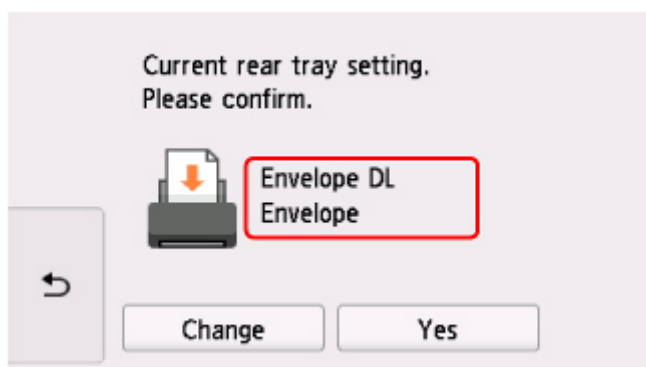 Current rear tray setting.
Please confirm.
Envelope DL
Envelope
Change
Yes